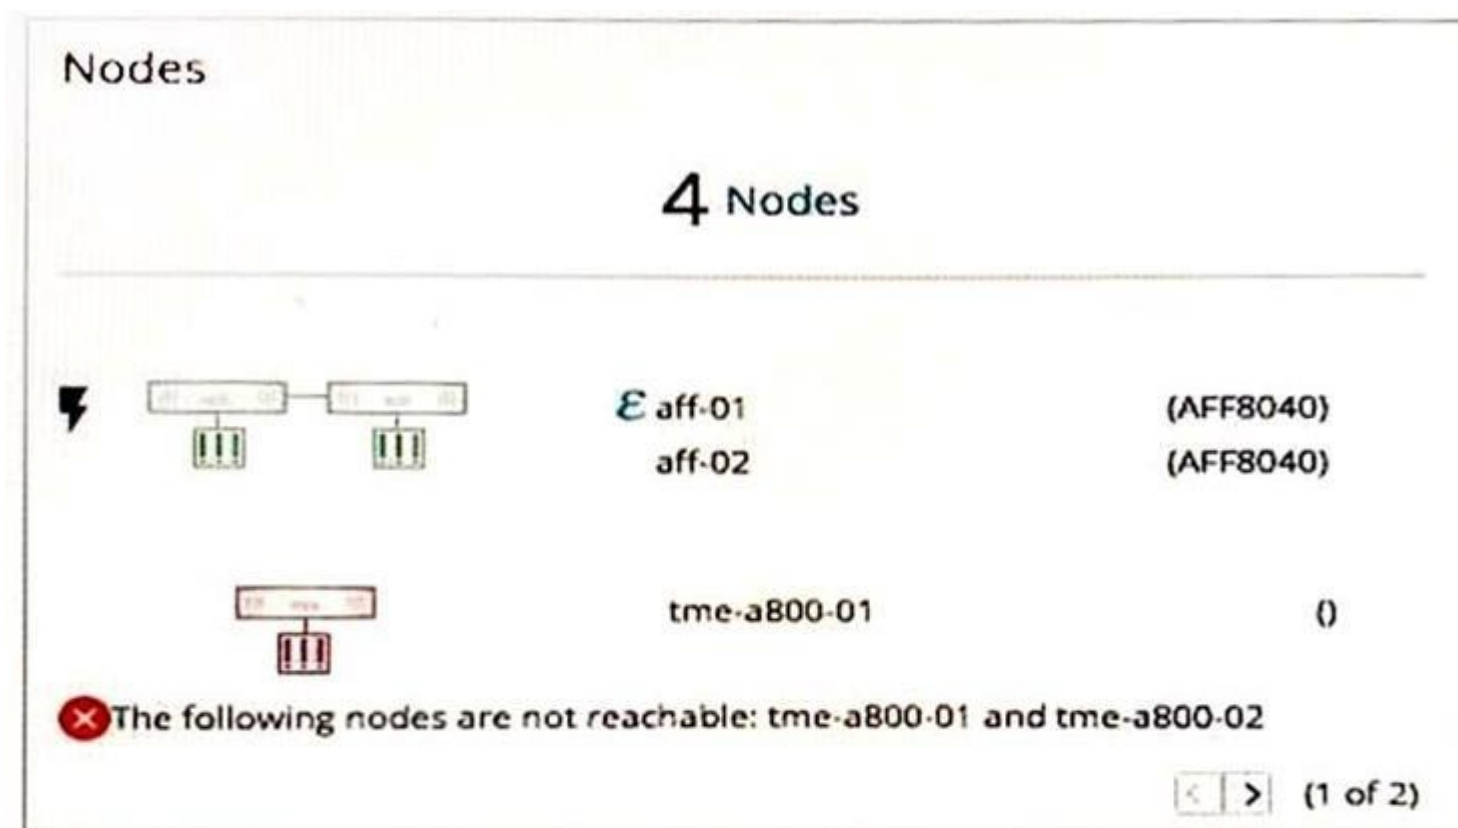 Nodes
4 Nodes
ε aff-01 (AFF8040)
aff-02 (AFF8040)
tme-a800-01 ()
The following nodes are not reachable: tme-a800-01 and tme-a800-02
< > (1 of 2)